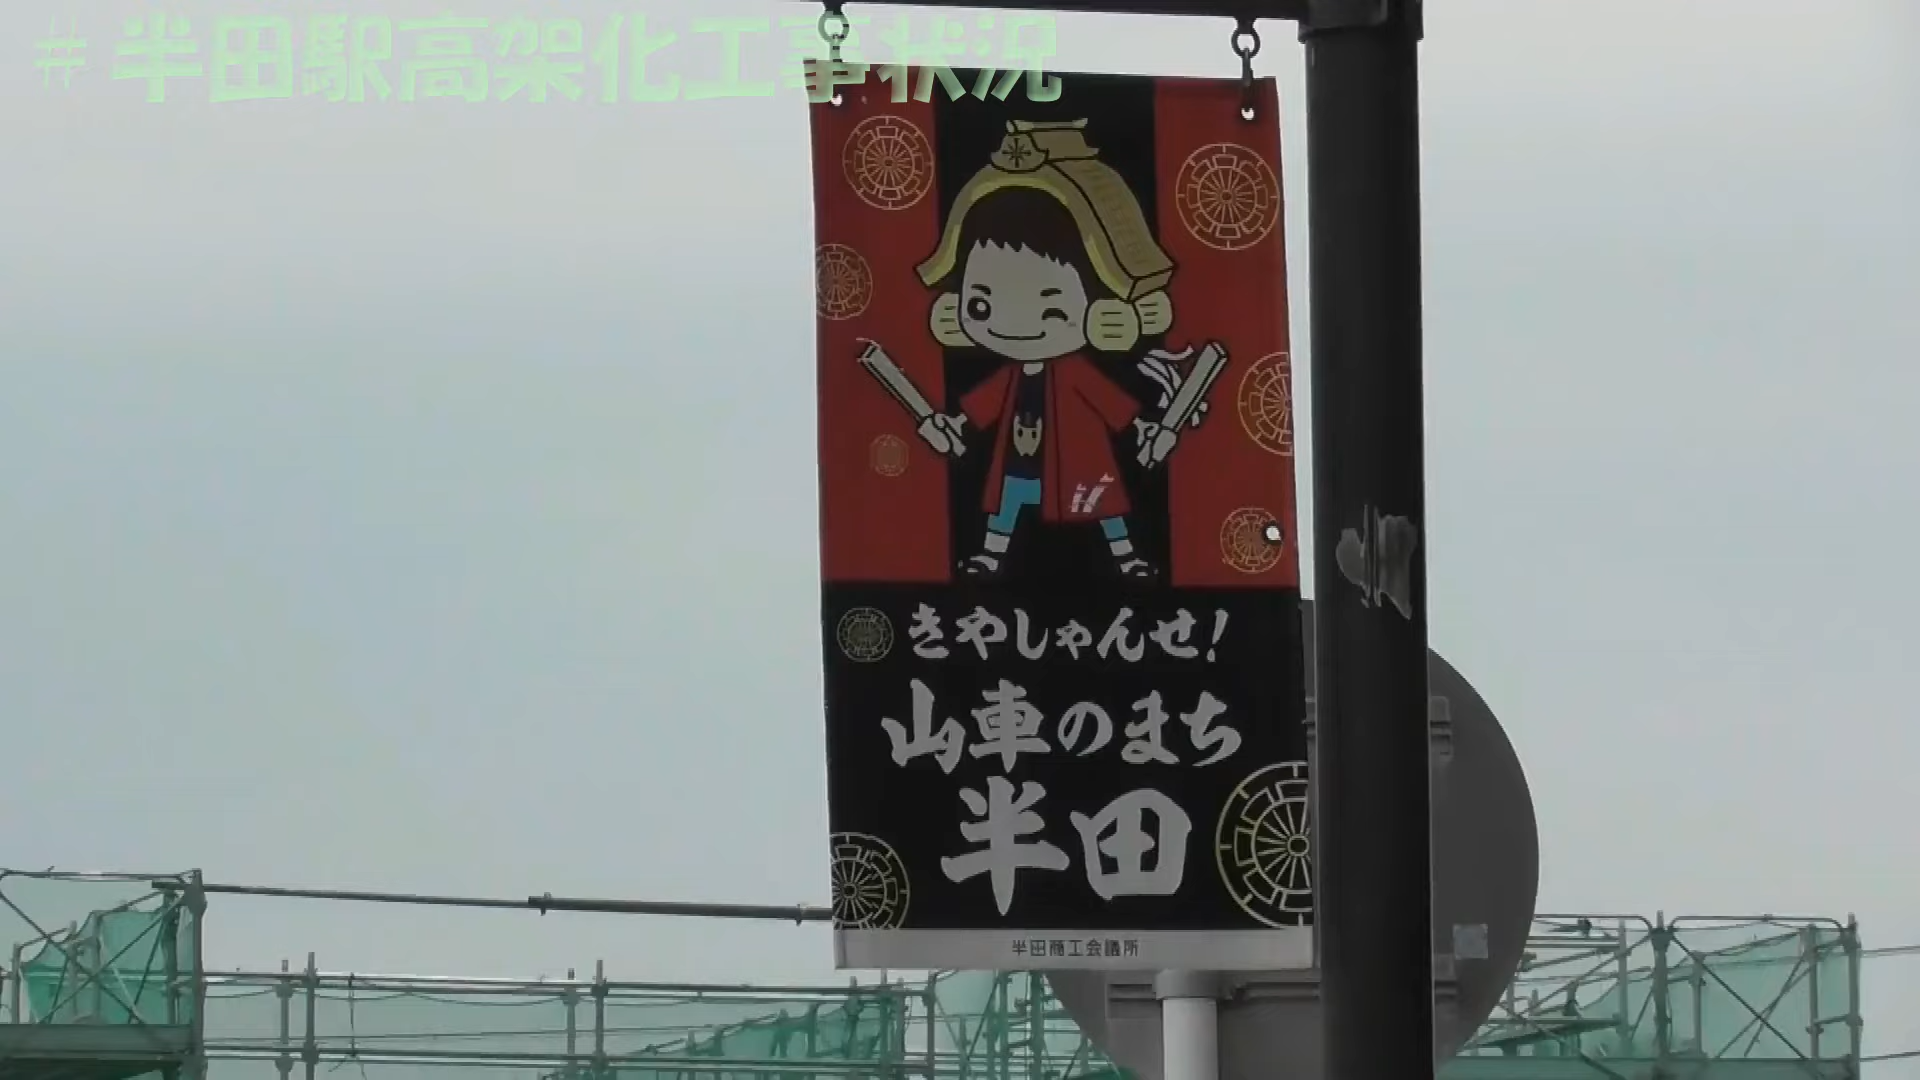 #半田駅高架化工事状況
きやしゃんせ!
山車のまち
半田
半田商工会議所